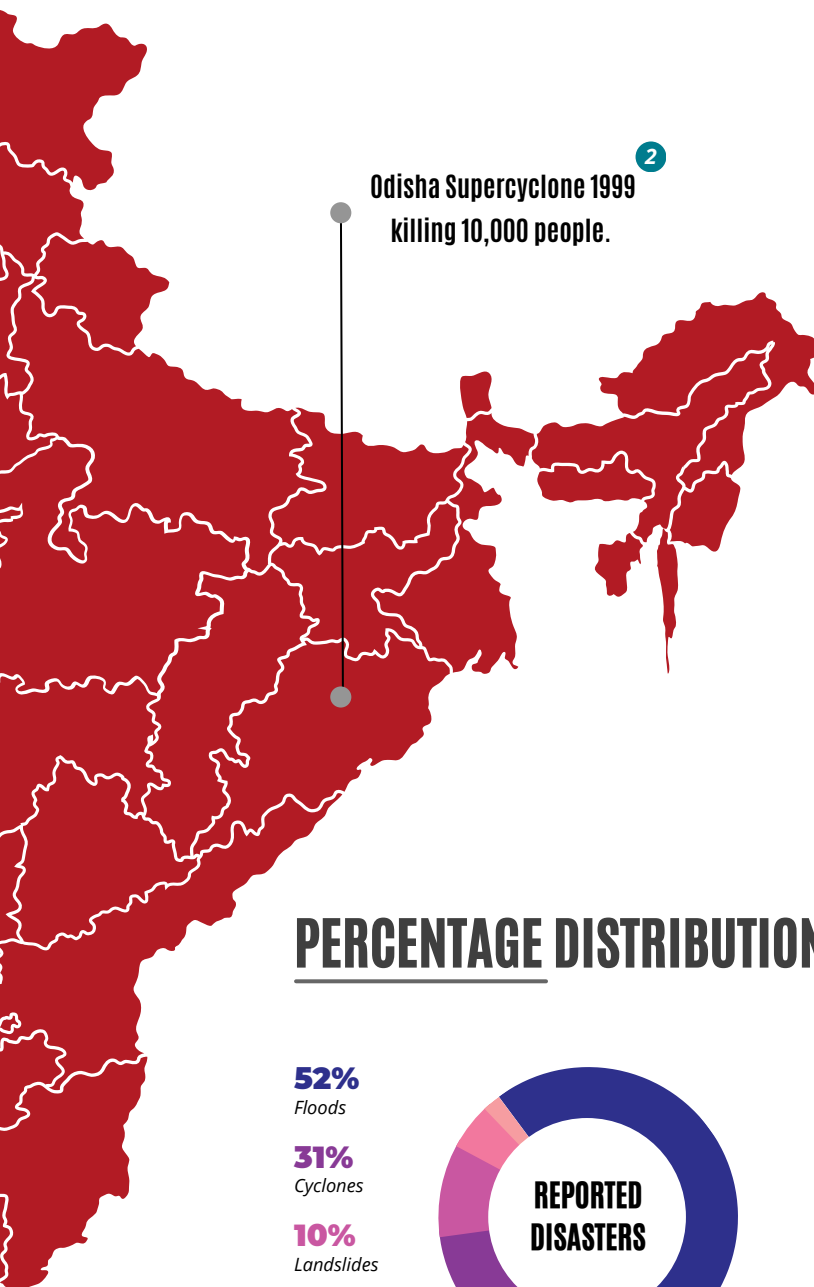 2
Odisha Supercyclone 1999
killing 10,000 people.
PERCENTAGE DISTRIBUTION
52%
Floods
31%
Cyclones
10%
Landslides
REPORTED
DISASTERS